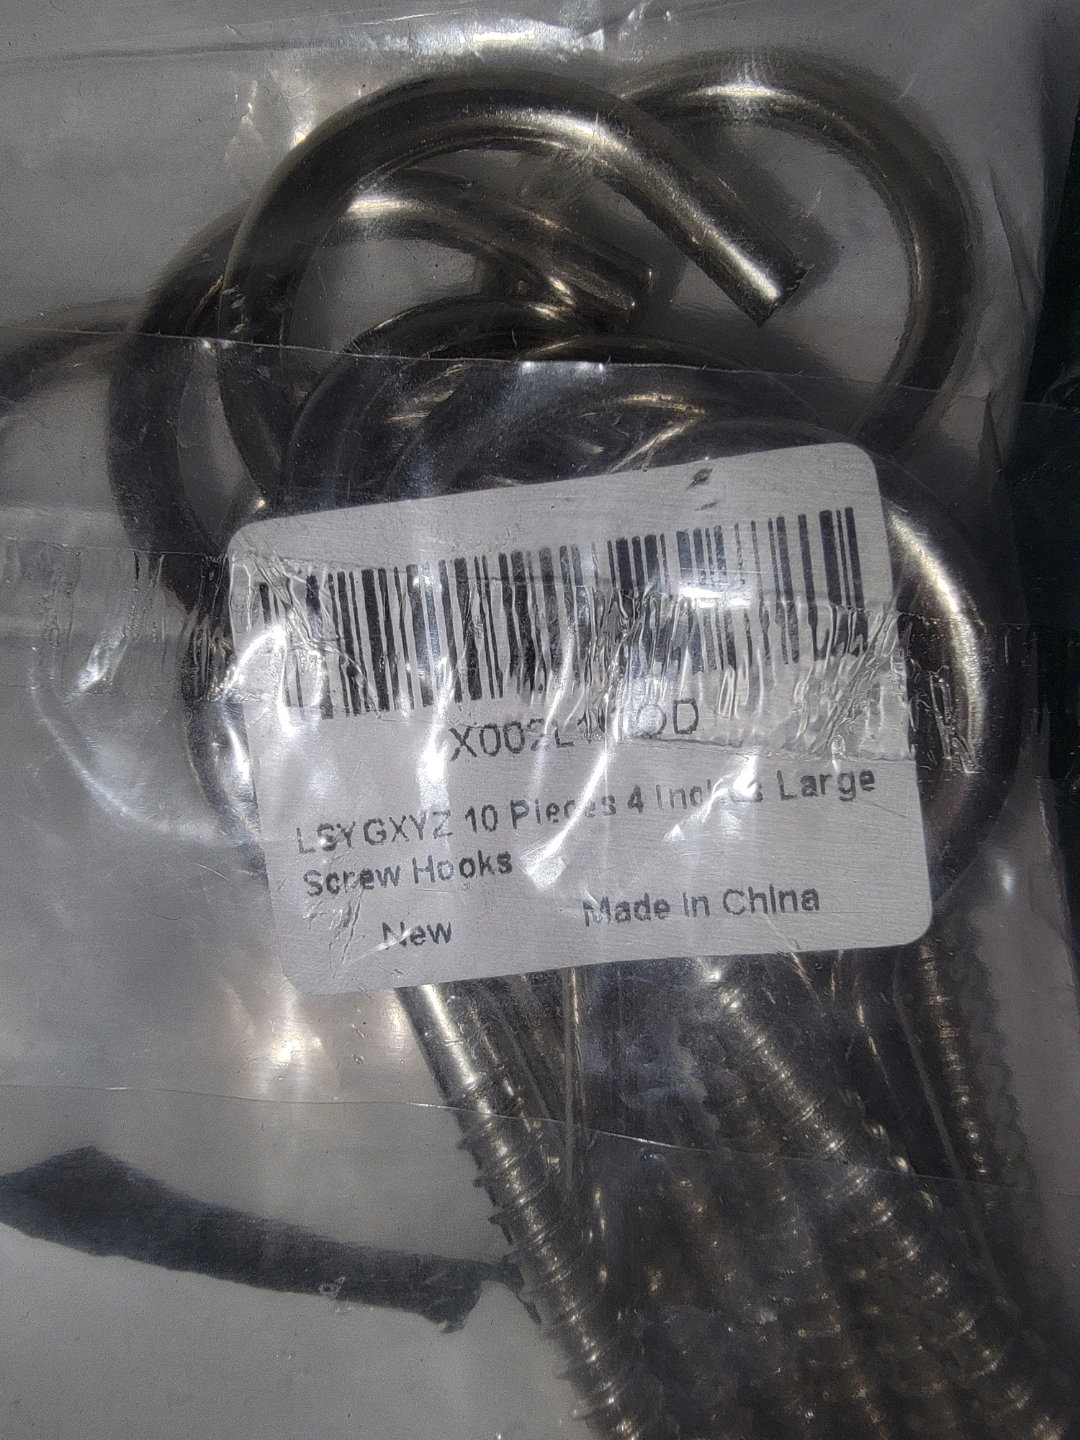 LSYGXYZ 10 Pieces 4 Inches Large
Screw Hooks
New
Made in China